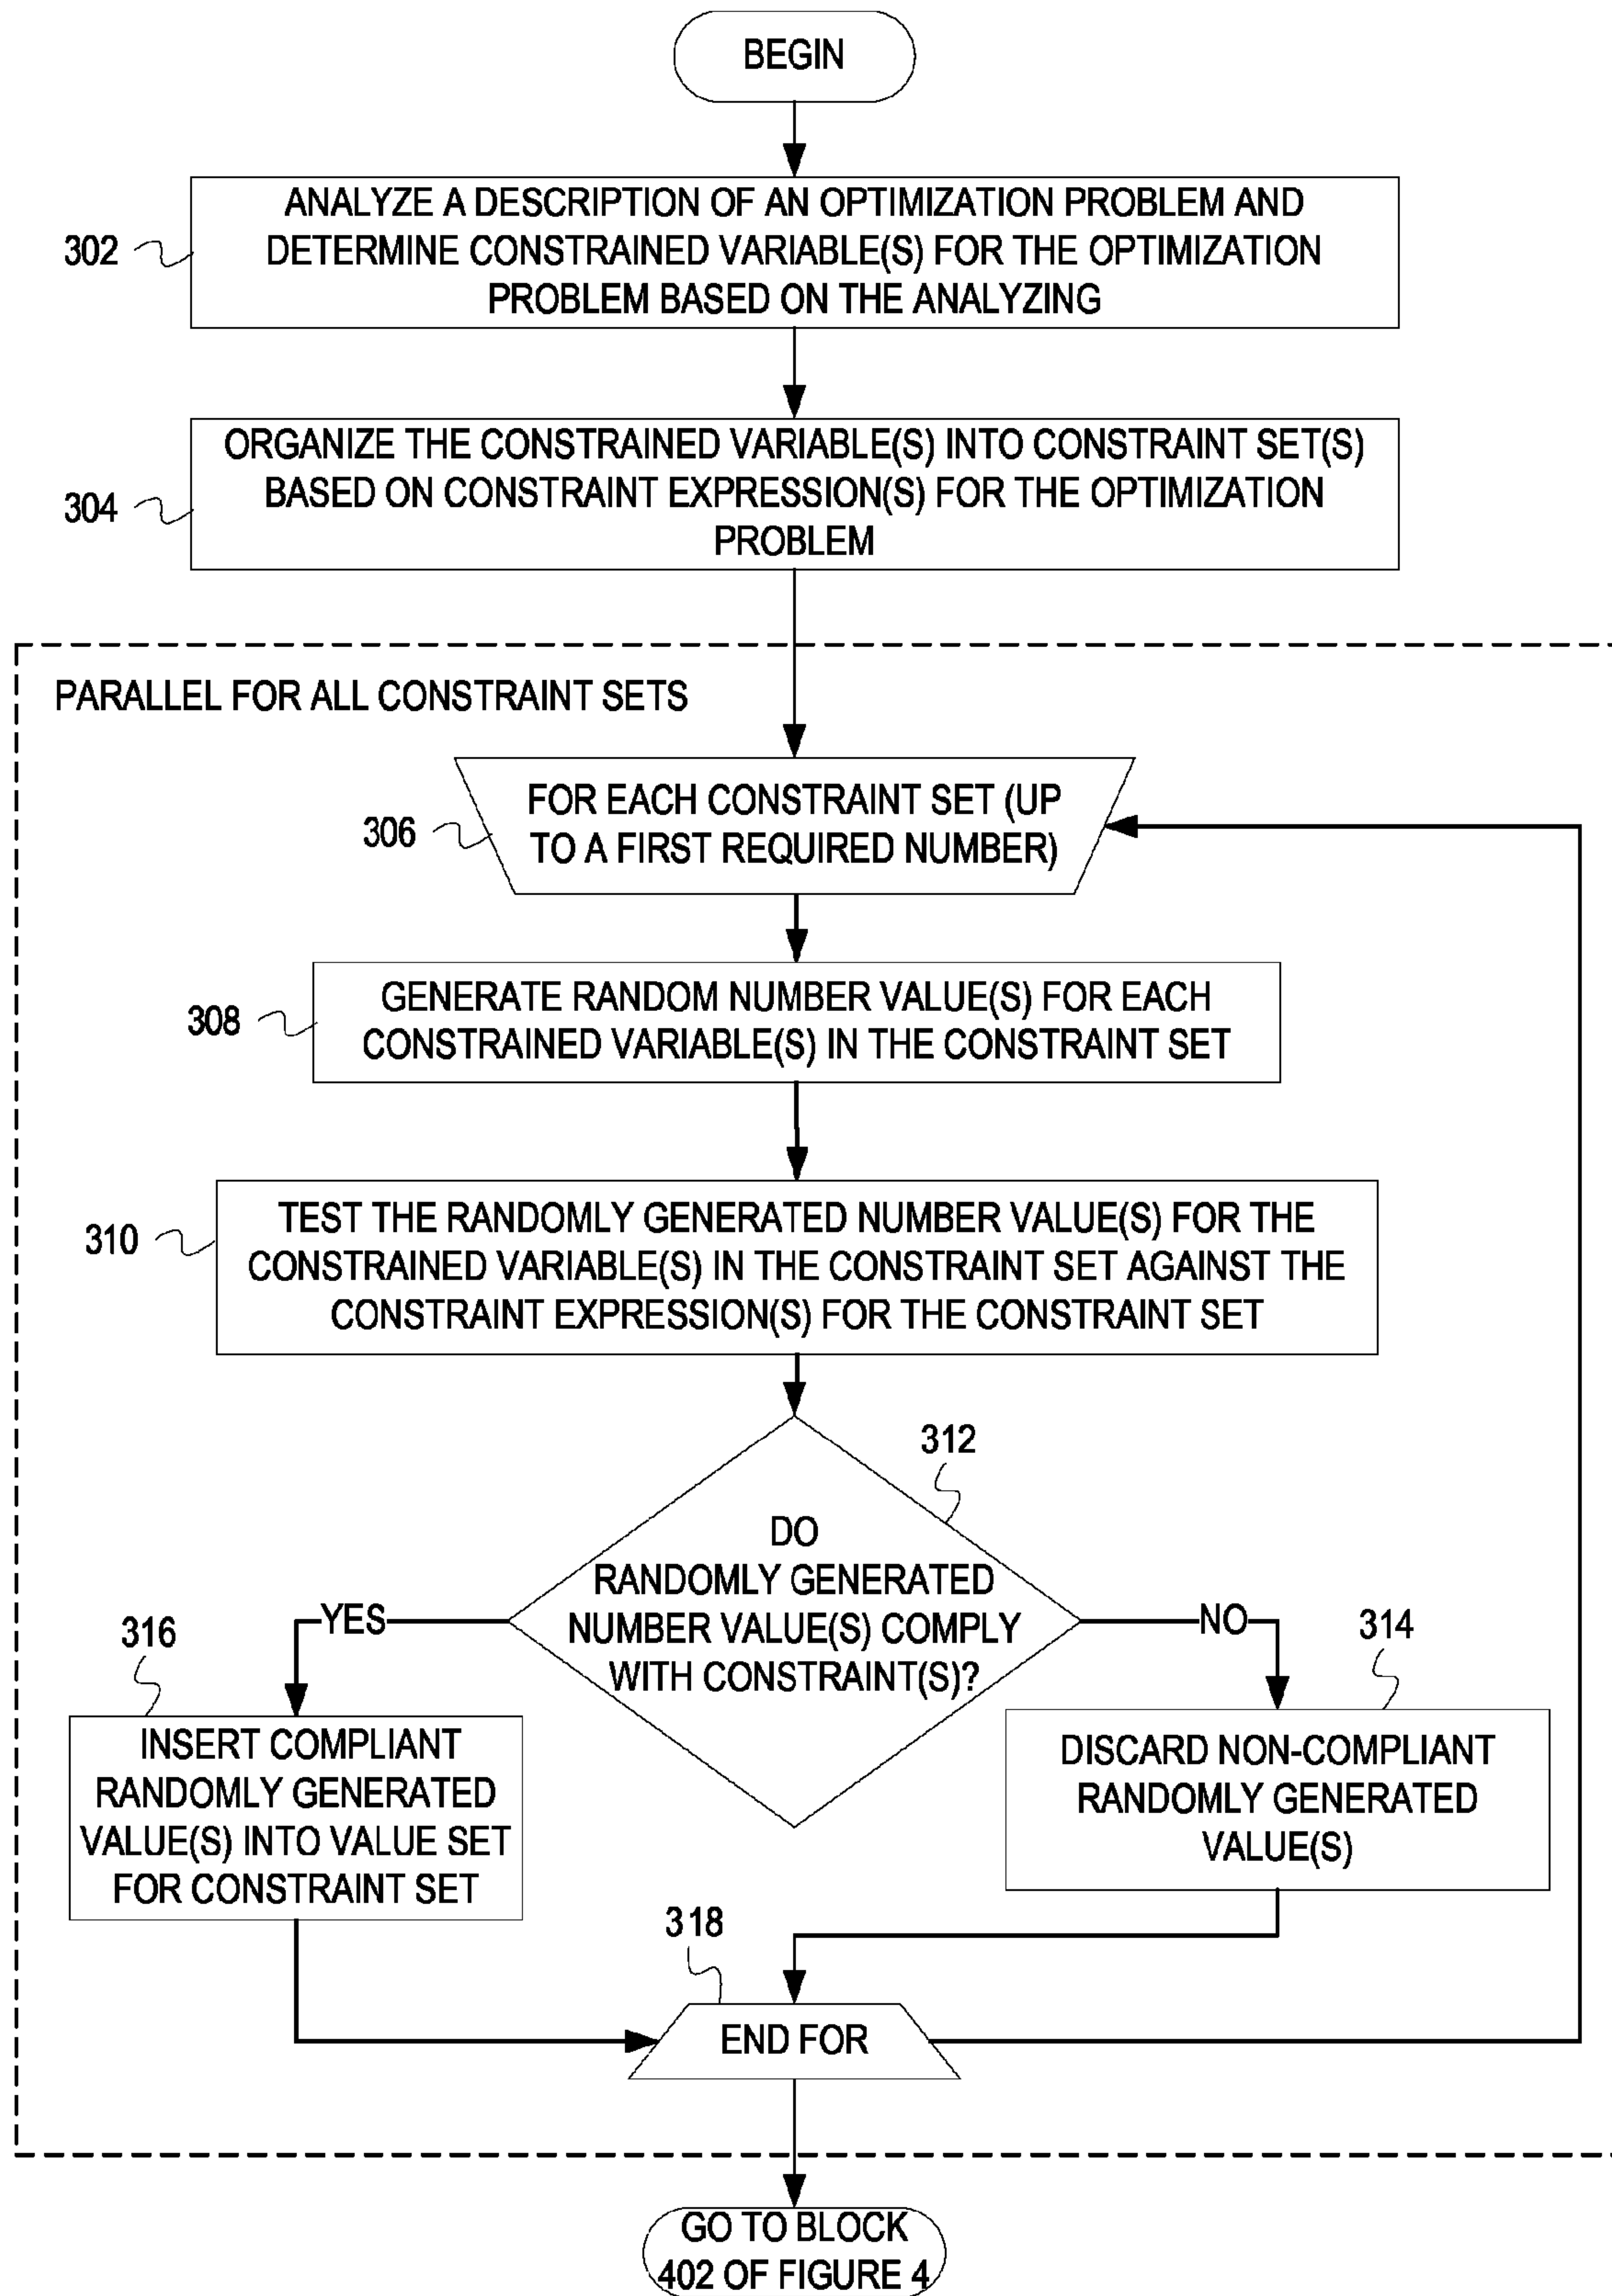 BEGIN
302
ANALYZE A DESCRIPTION OF AN OPTIMIZATION PROBLEM AND
DETERMINE CONSTRAINED VARIABLE(S) FOR THE OPTIMIZATION
PROBLEM BASED ON THE ANALYZING
304
ORGANIZE THE CONSTRAINED VARIABLE(S) INTO CONSTRAINT SET(S)
BASED ON CONSTRAINT EXPRESSION(S) FOR THE OPTIMIZATION
PROBLEM
PARALLEL FOR ALL CONSTRAINT SETS
306
FOR EACH CONSTRAINT SET (UP
TO A FIRST REQUIRED NUMBER)
308
GENERATE RANDOM NUMBER VALUE(S) FOR EACH
CONSTRAINED VARIABLE(S) IN THE CONSTRAINT SET
310
TEST THE RANDOMLY GENERATED NUMBER VALUE(S) FOR THE
CONSTRAINED VARIABLE(S) IN THE CONSTRAINT SET AGAINST THE
CONSTRAINT EXPRESSION(S) FOR THE CONSTRAINT SET
312
DO
RANDOMLY GENERATED
NUMBER VALUE(S) COMPLY
WITH CONSTRAINT(S)?
YES
NO
316
INSERT COMPLIANT
RANDOMLY GENERATED
VALUE(S) INTO VALUE SET
FOR CONSTRAINT SET
314
DISCARD NON-COMPLIANT
RANDOMLY GENERATED
VALUE(S)
318
END FOR
GO TO BLOCK
402 OF FIGURE 4